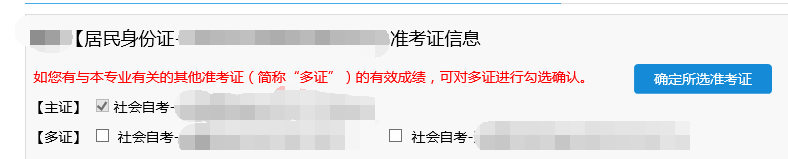 【居民身份证-准考证信息
如您有与本专业有关的其他准考证（简称“多证”）的有效成绩，可对多证进行勾选确认。
确定所选准考证
【主证】 社会自考-
【多证】 社会自考- 社会自考-